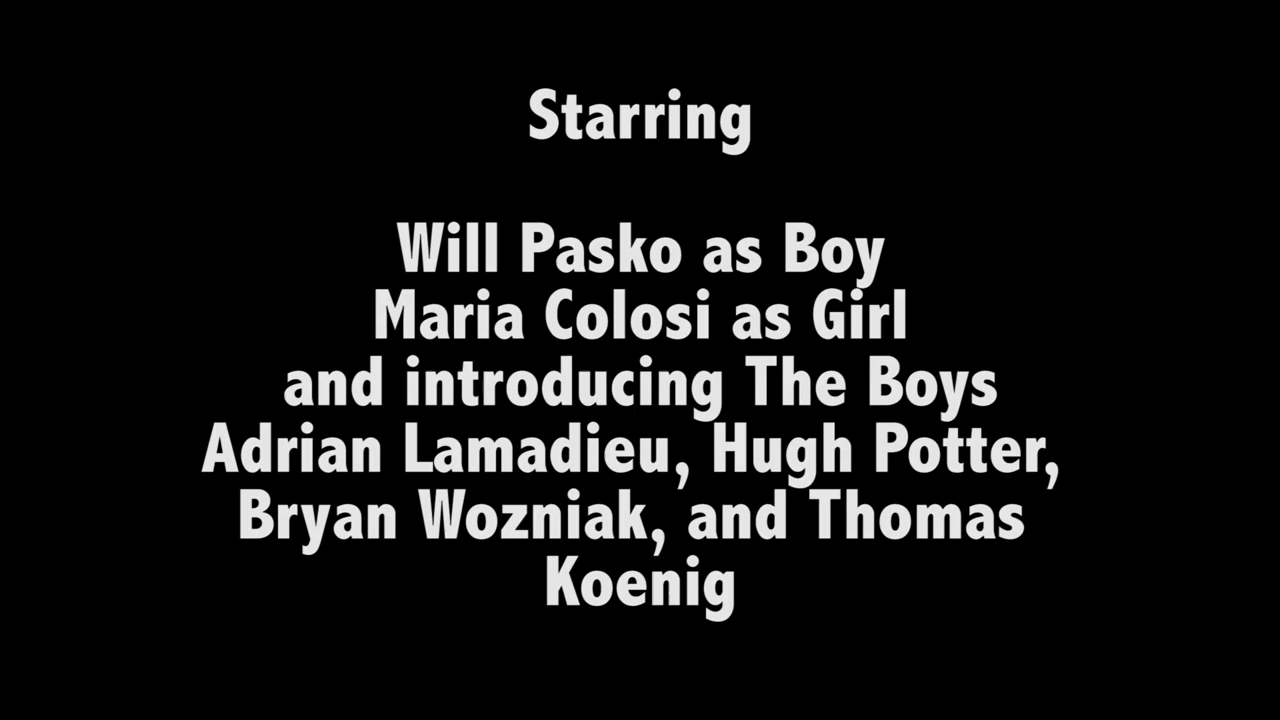 Starring
Will Pasko as Boy
Maria Colosi as Girl
and introducing The Boys
Adrian Lamadieu, Hugh Potter,
Bryan Wozniak, and Thomas
Koenig